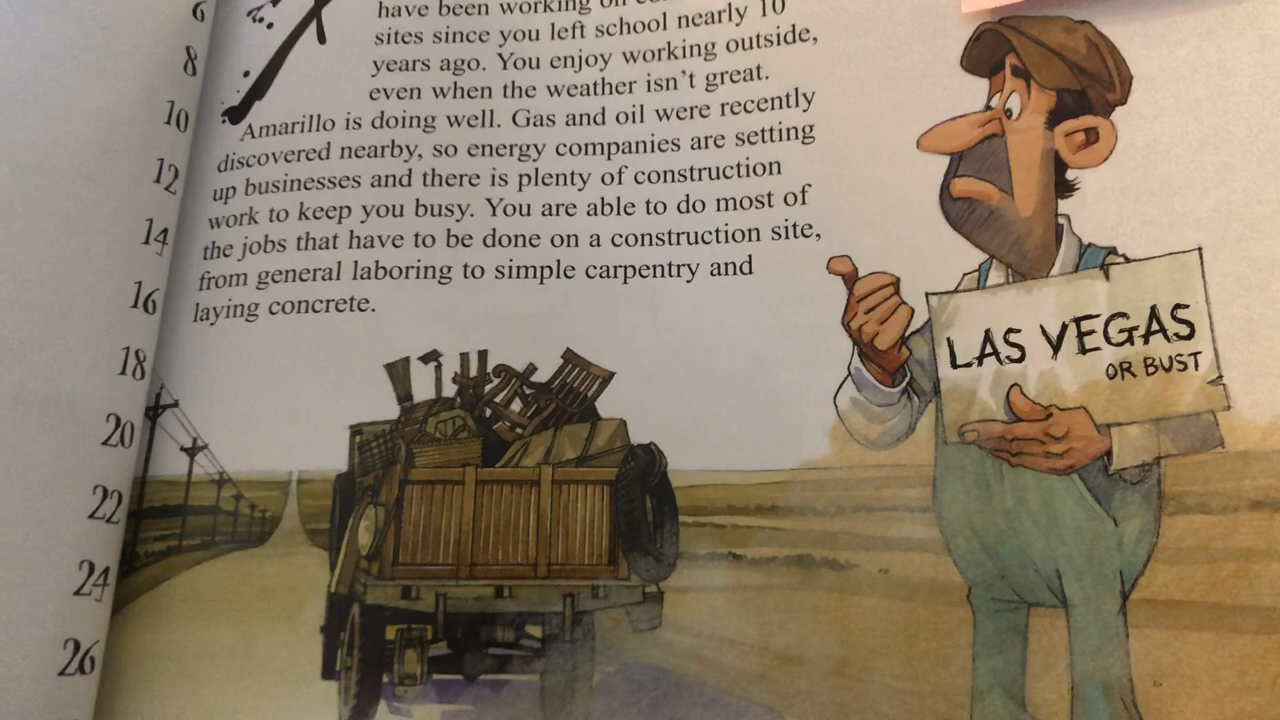 6
8
10
12
14
16
18
20
22
24
26
have been working on
sites since you left school nearly 10
years ago. You enjoy working outside,
even when the weather isn't great.
Amarillo is doing well. Gas and oil were recently
discovered nearby, so energy companies are setting
up businesses and there is plenty of construction
work to keep you busy. You are able to do most of
the jobs that have to be done on a construction site,
from general laboring to simple carpentry and
laying concrete.
LAS VEGAS
OR BUST